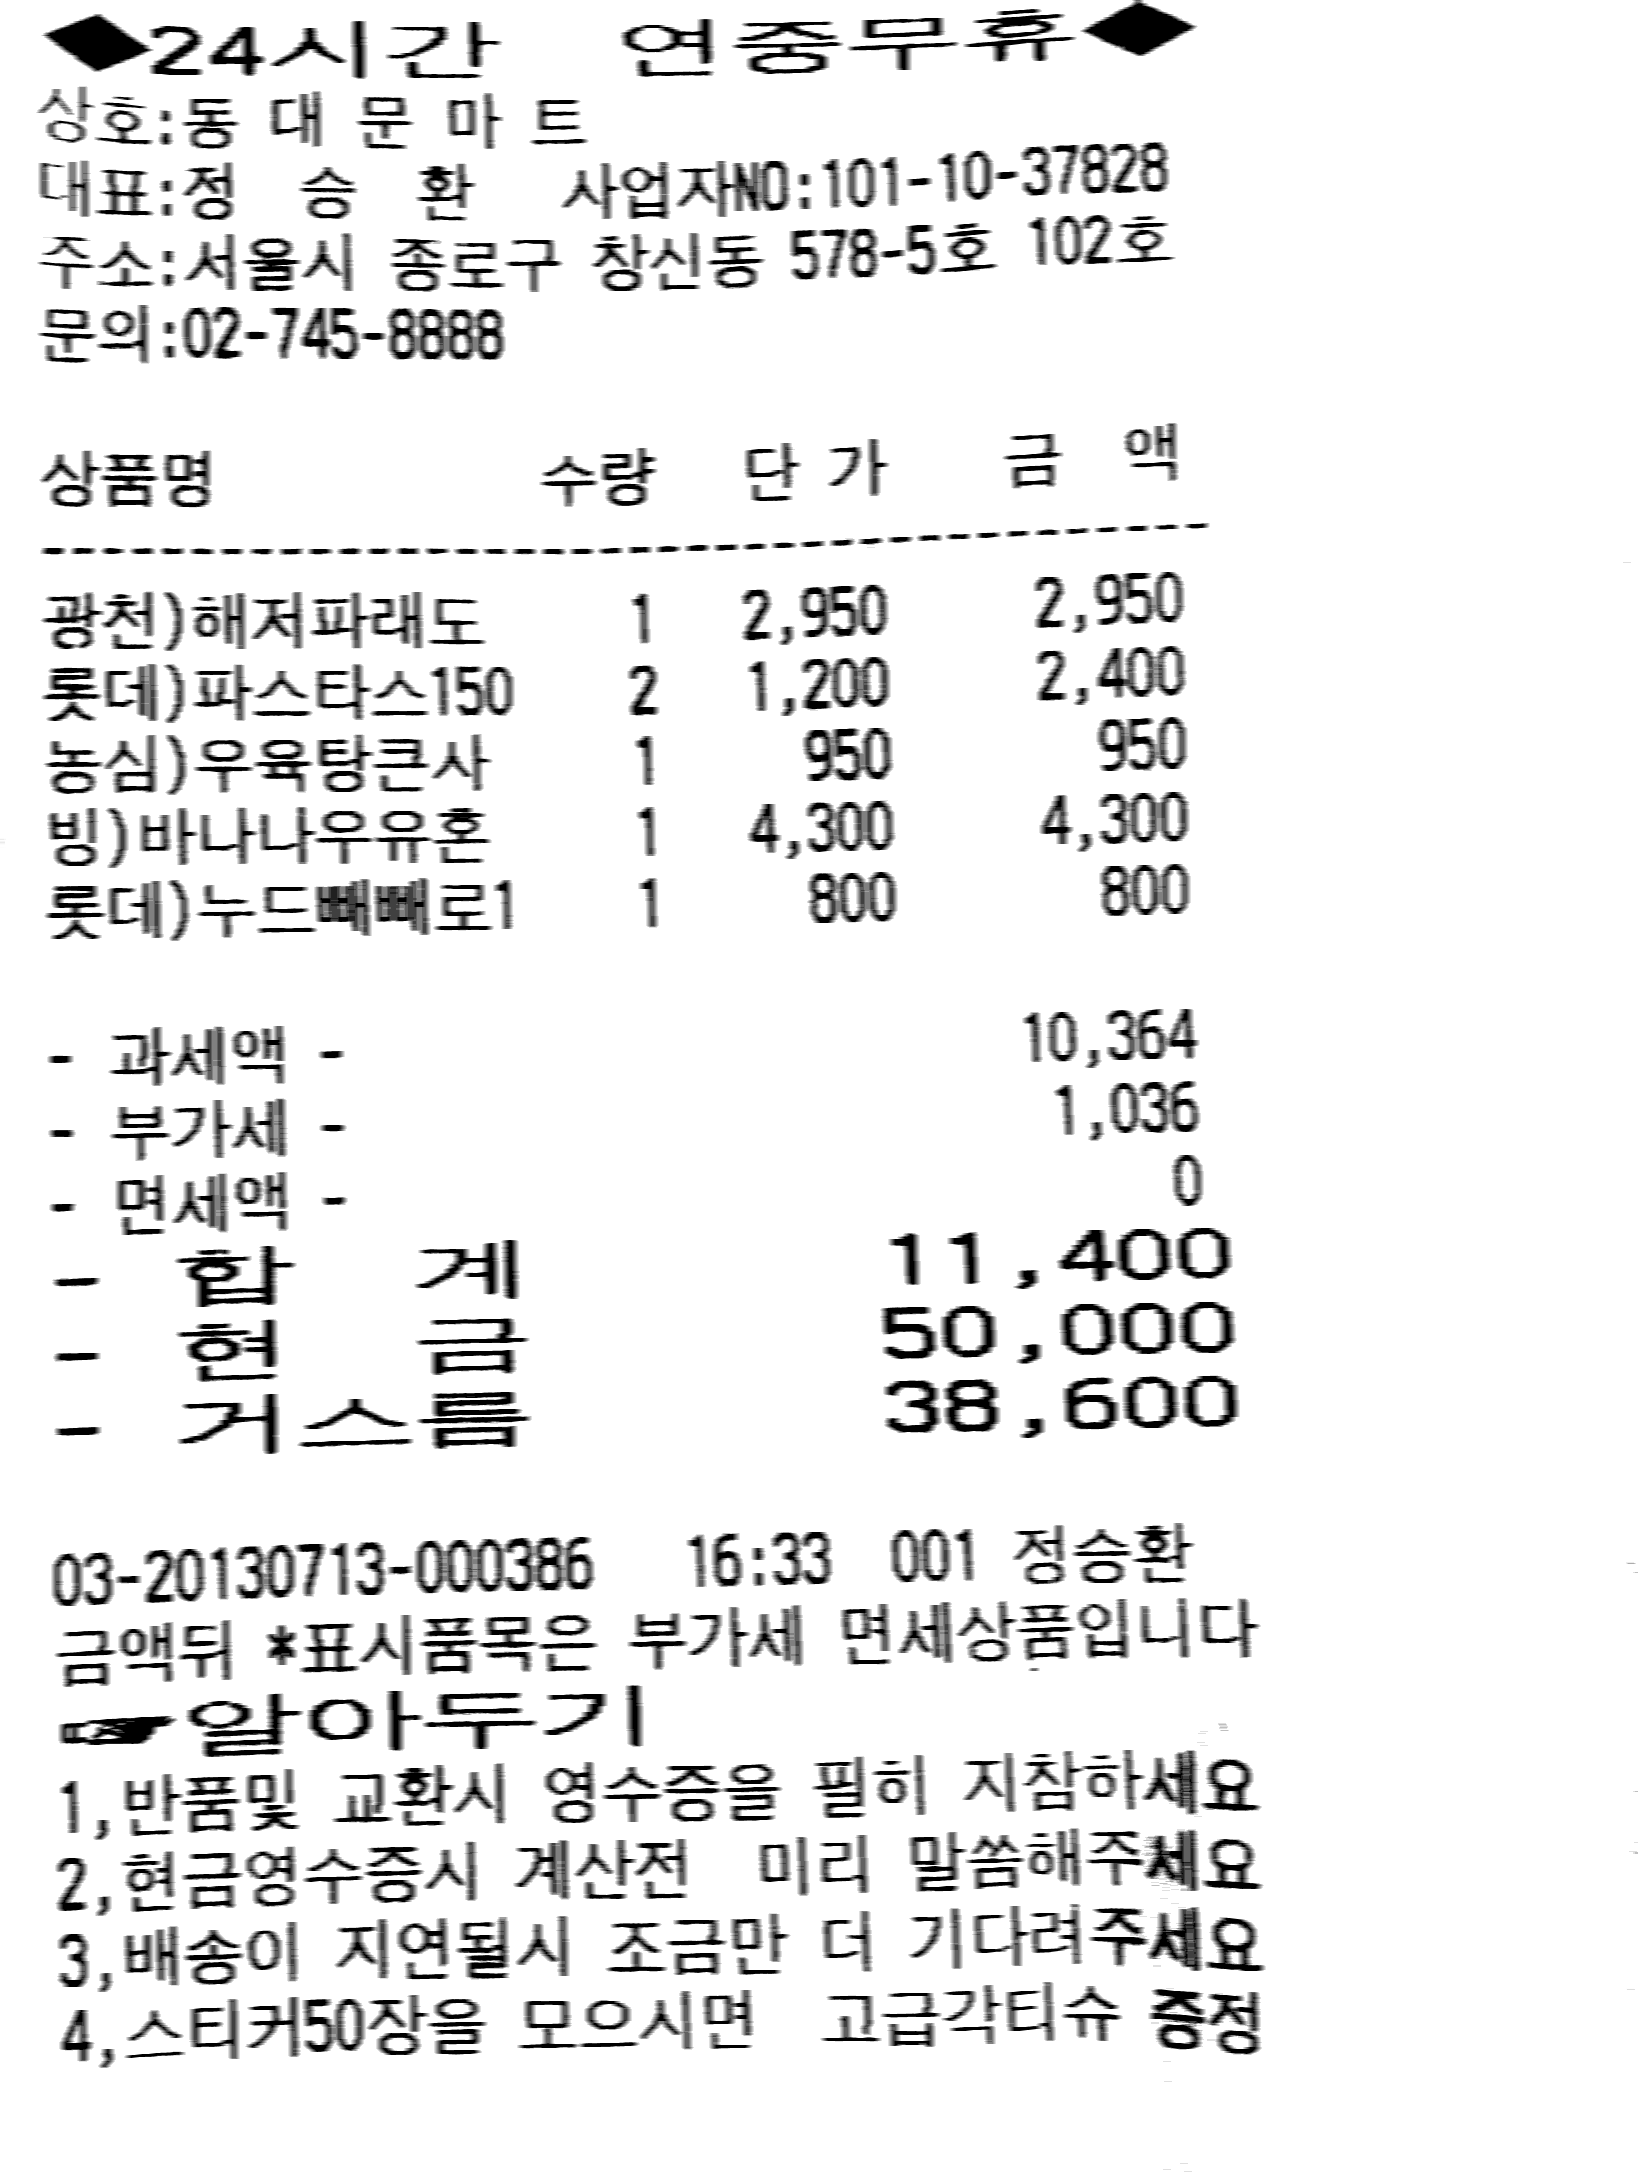 ◆24시간 연중무휴◆
상호:동 대 문 마 트
대표:정 승 환 사업자NO:101-10-37828
주소:서울시 종로구 창신동 578-5호 102호
문의:02-745-8888
상품명 수량 단 가 금 액
----------------------------------------
광천)해저파래도 1 2,950 2,950
롯데)파스타스150 2 1,200 2,400
농심)우육탕큰사 1 950 950
빙)바나나우유혼 1 4,300 4,300
롯데)누드빼빼로1 1 800 800
- 과세액 - 10,364
- 부가세 - 1,036
- 면세액 - 0
- 합 계 11,400
- 현 금 50,000
- 거스름 38,600
03-20130713-000386 16:33 001 정승환
금액뒤 *표시품목은 부가세 면세상품입니다
☞알아두기
1,반품및 교환시 영수증을 필히 지참하세요
2,현금영수증시 계산전 미리 말씀해주세요
3,배송이 지연될시 조금만 더 기다려주세요
4,스티커50장을 모으시면 고급각티슈 증정